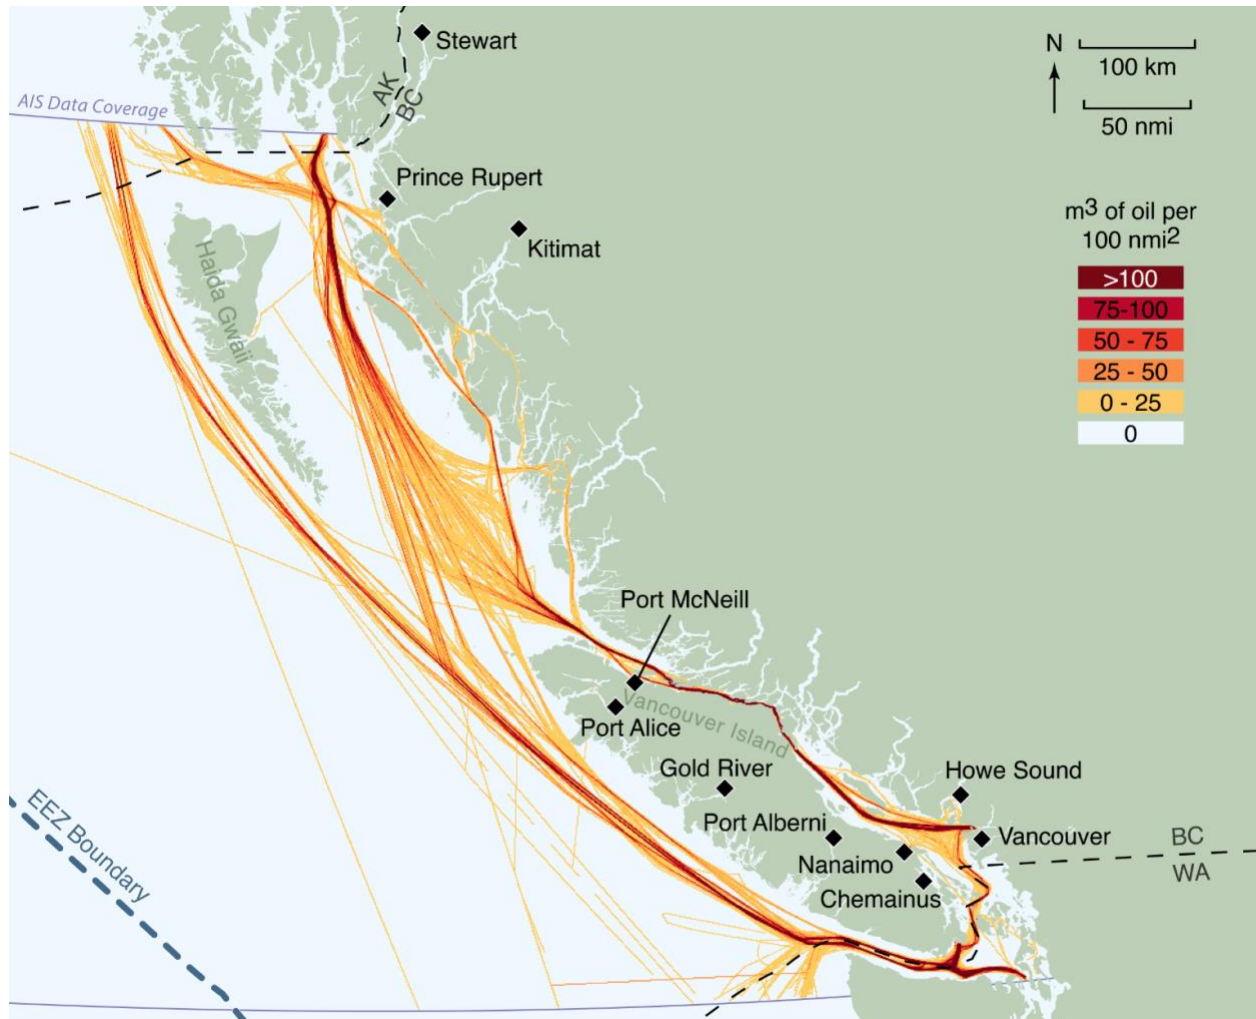 Stewart
N
100 km
50 nmi
AIS Data Coverage
AK
BC
Prince Rupert
Kitimat
m³ of oil per
100 nmi²
>100
75-100
50 - 75
25 - 50
0 - 25
0
Haida Gwaii
Port McNeill
Vancouver Island
Port Alice
Gold River
Howe Sound
Port Alberni
Vancouver
BC
WA
Nanaimo
Chemainus
EEZ Boundary